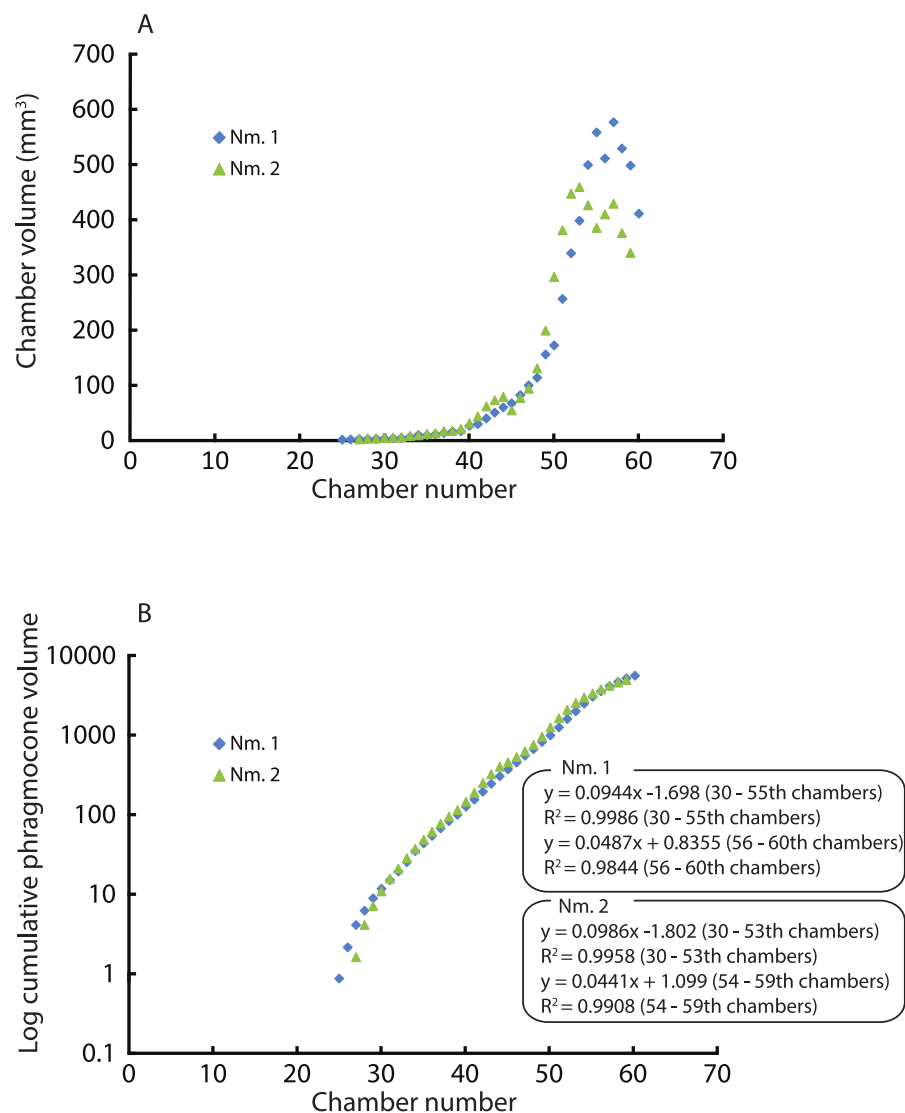 A
700
600
500
400
300
200
100
0
Chamber volume (mm³)
Nm. 1
Nm. 2
0 10 20 30 40 50 60 70
Chamber number
B
10000
1000
100
10
1
0.1
Log cumulative phragmocone volume
Nm. 1
Nm. 2
Nm. 1
y = 0.0944x -1.698 (30 - 55th chambers)
R² = 0.9986 (30 - 55th chambers)
y = 0.0487x + 0.8355 (56 - 60th chambers)
R² = 0.9844 (56 - 60th chambers)
Nm. 2
y = 0.0986x -1.802 (30 - 53th chambers)
R² = 0.9958 (30 - 53th chambers)
y = 0.0441x + 1.099 (54 - 59th chambers)
R² = 0.9908 (54 - 59th chambers)
0 10 20 30 40 50 60 70
Chamber number